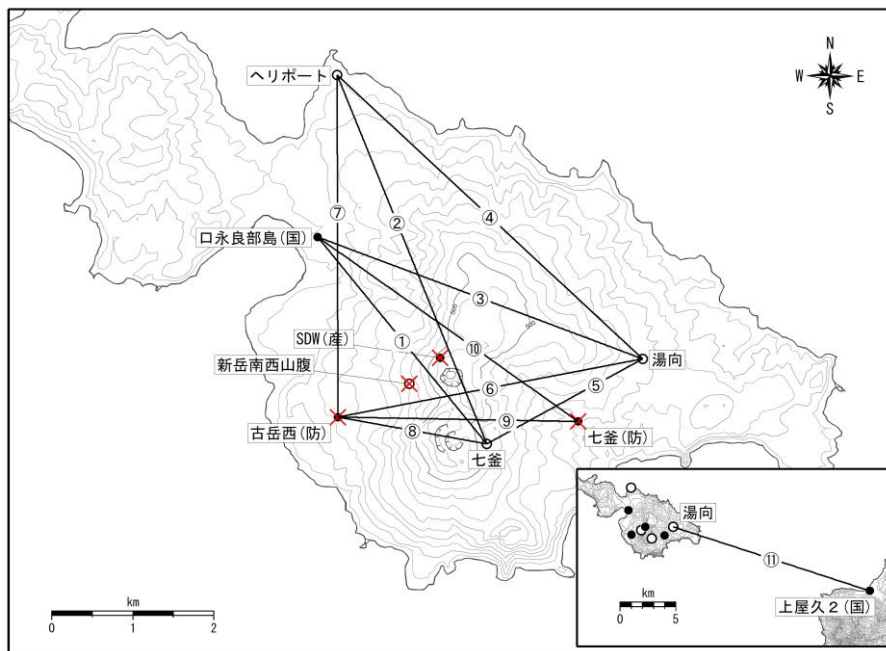 ヘリポート
N
W E
S
⑦
②
④
口永良部島(国)
③
500
500
SDW(産)
①
⑩
新岳南西山腹
湯向
⑥
⑤
古岳西(防)
⑨
⑧
七釜(防)
七釜
km
0 1 2
湯向
⑪
km
0 5
上屋久2(国)